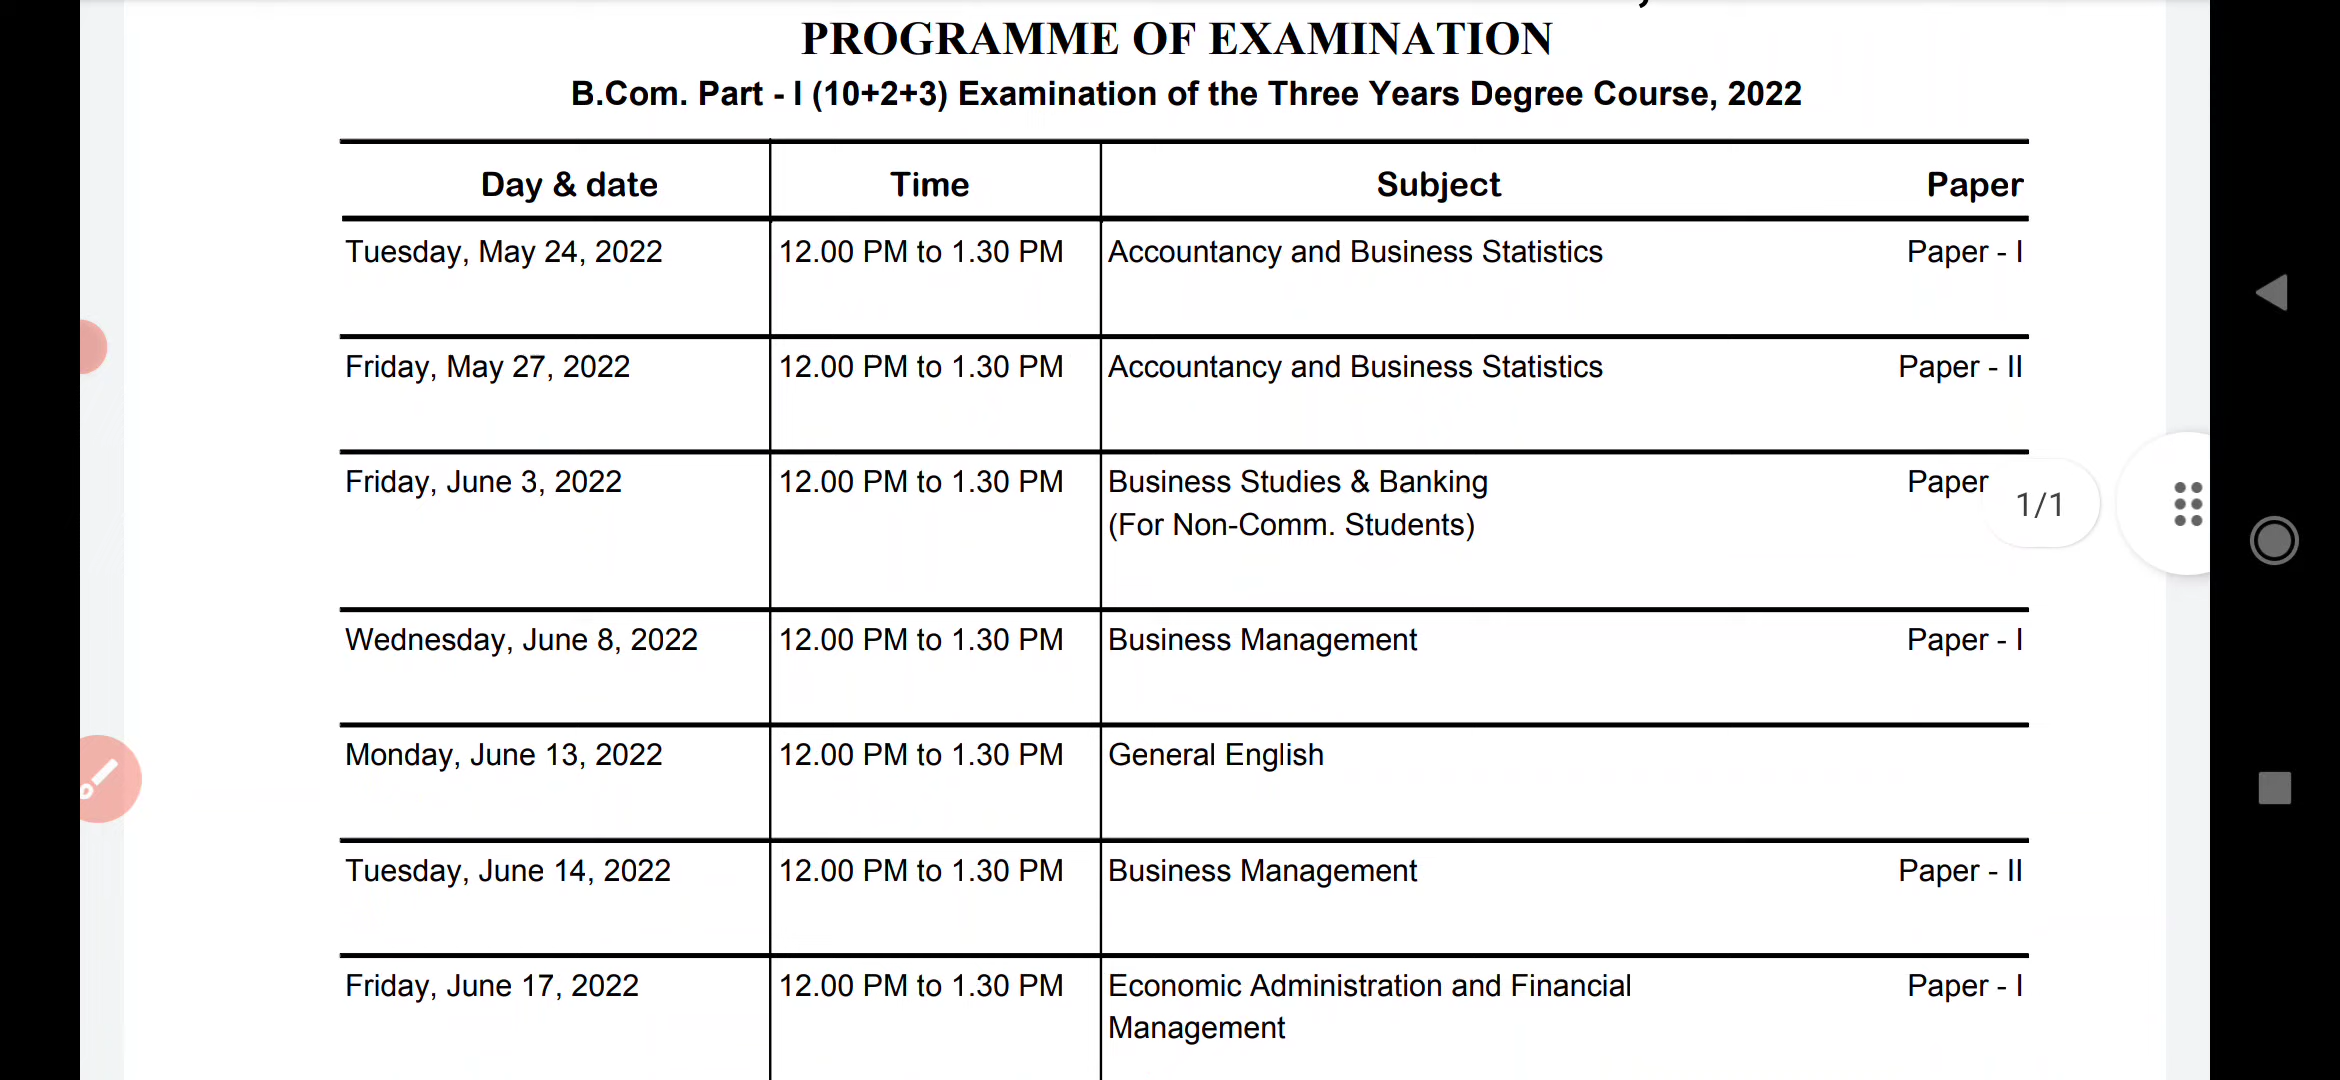 PROGRAMME OF EXAMINATION
B.Com. Part - I (10+2+3) Examination of the Three Years Degree Course, 2022
Day & date Time Subject Paper
Tuesday, May 24, 2022 12.00 PM to 1.30 PM Accountancy and Business Statistics Paper - I
Friday, May 27, 2022 12.00 PM to 1.30 PM Accountancy and Business Statistics Paper - II
Friday, June 3, 2022 12.00 PM to 1.30 PM Business Studies & Banking Paper
1/1
(For Non-Comm. Students)
Wednesday, June 8, 2022 12.00 PM to 1.30 PM Business Management Paper - I
Monday, June 13, 2022 12.00 PM to 1.30 PM General English
Tuesday, June 14, 2022 12.00 PM to 1.30 PM Business Management Paper - II
Friday, June 17, 2022 12.00 PM to 1.30 PM Economic Administration and Financial Paper - I
Management